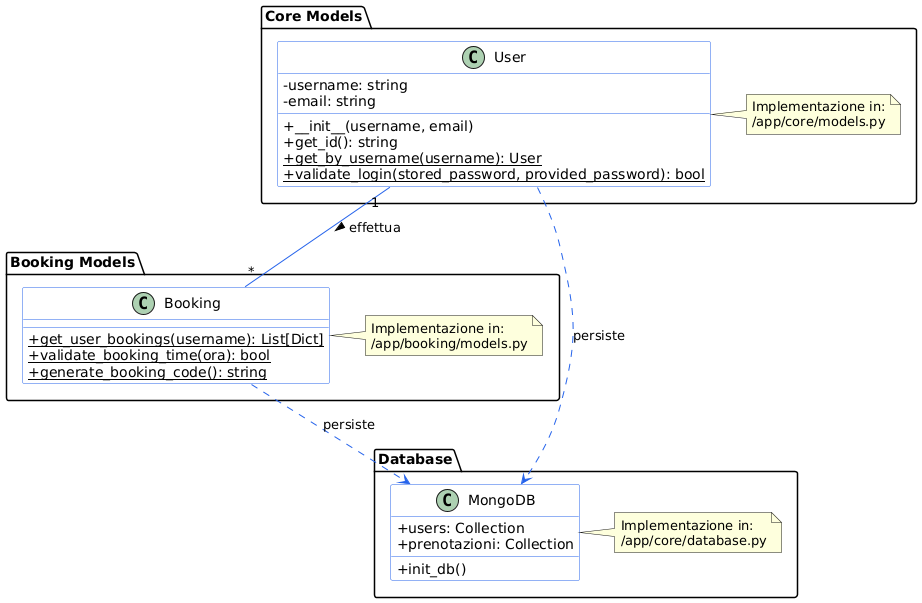 Core Models
C User
-username: string
-email: string
+__init__(username, email)
+get_id(): string
+get_by_username(username): User
+validate_login(stored_password, provided_password): bool
Implementazione in:
/app/core/models.py
1
effettua
*
persiste
Booking Models
C Booking
+get_user_bookings(username): List[Dict]
+validate_booking_time(ora): bool
+generate_booking_code(): string
Implementazione in:
/app/booking/models.py
persiste
Database
C MongoDB
+users: Collection
+prenotazioni: Collection
+init_db()
Implementazione in:
/app/core/database.py